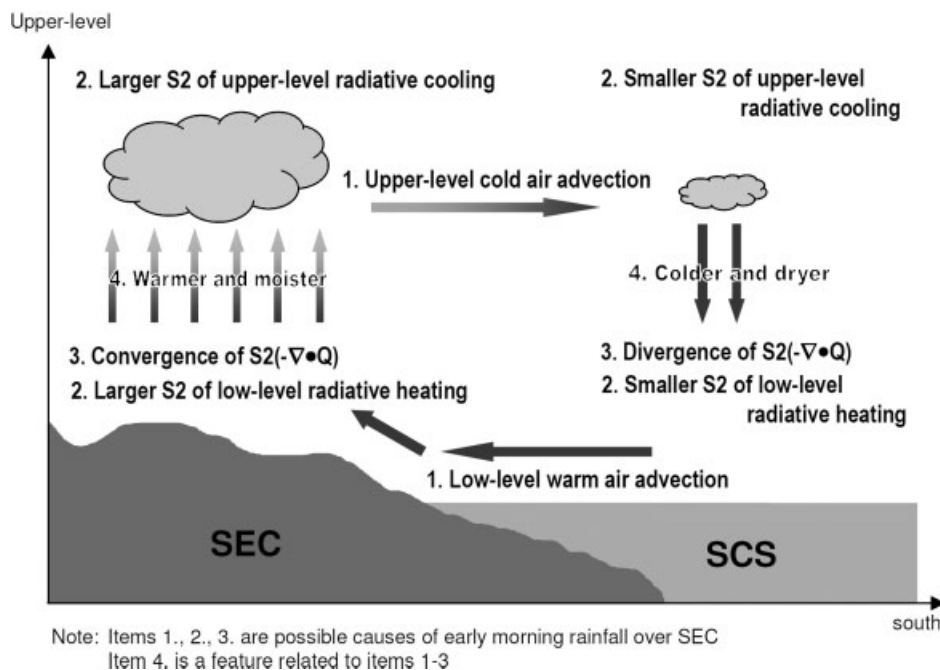 Upper-level
2. Larger S2 of upper-level radiative cooling
2. Smaller S2 of upper-level
radiative cooling
1. Upper-level cold air advection
4. Warmer and moister
4. Colder and dryer
3. Convergence of S2(-∇●Q)
2. Larger S2 of low-level radiative heating
3. Divergence of S2(-∇●Q)
2. Smaller S2 of low-level
radiative heating
1. Low-level warm air advection
SEC
SCS
south
Note: Items 1., 2., 3. are possible causes of early morning rainfall over SEC
Item 4. is a feature related to items 1-3